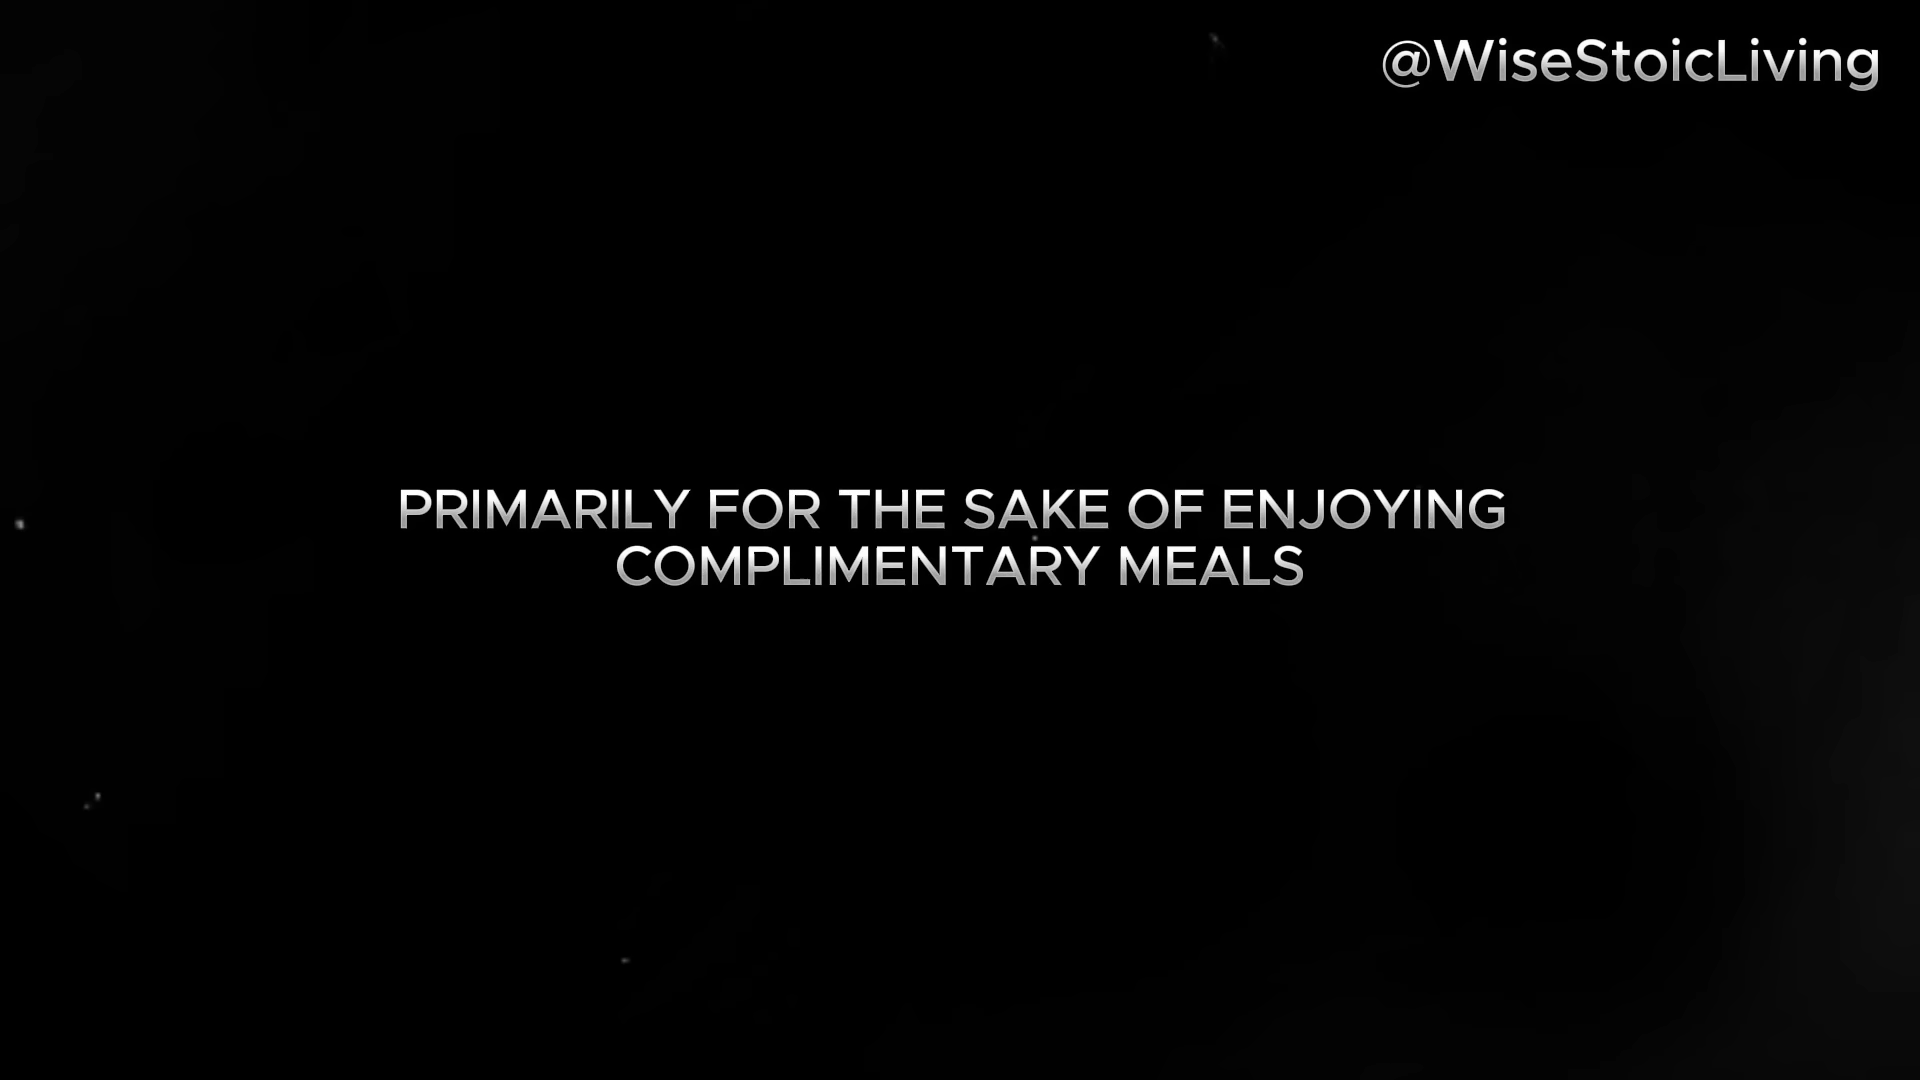 @WiseStoicLiving
PRIMARILY FOR THE SAKE OF ENJOYING
COMPLIMENTARY MEALS